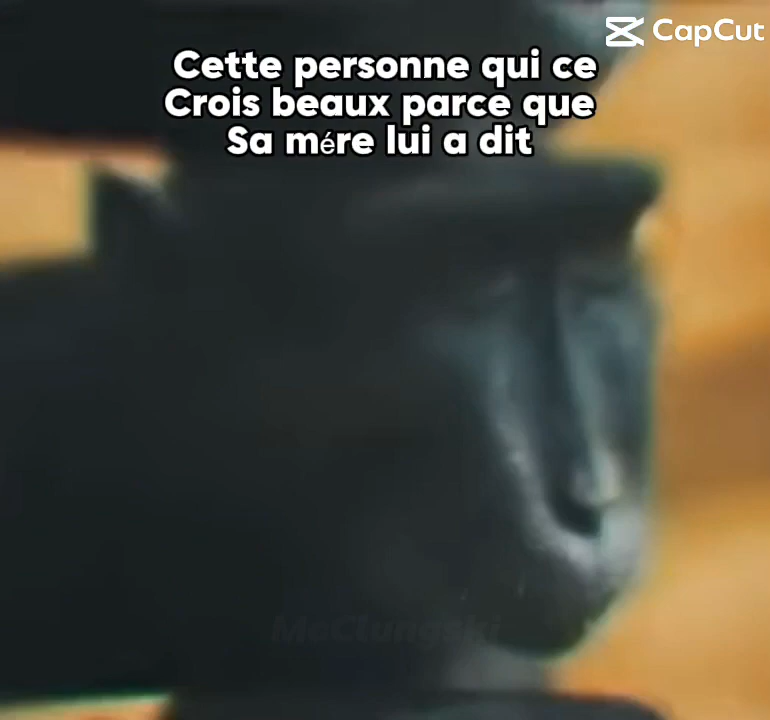 CapCut
Cette personne qui ce
Crois beaux parce que
Sa mére lui a dit